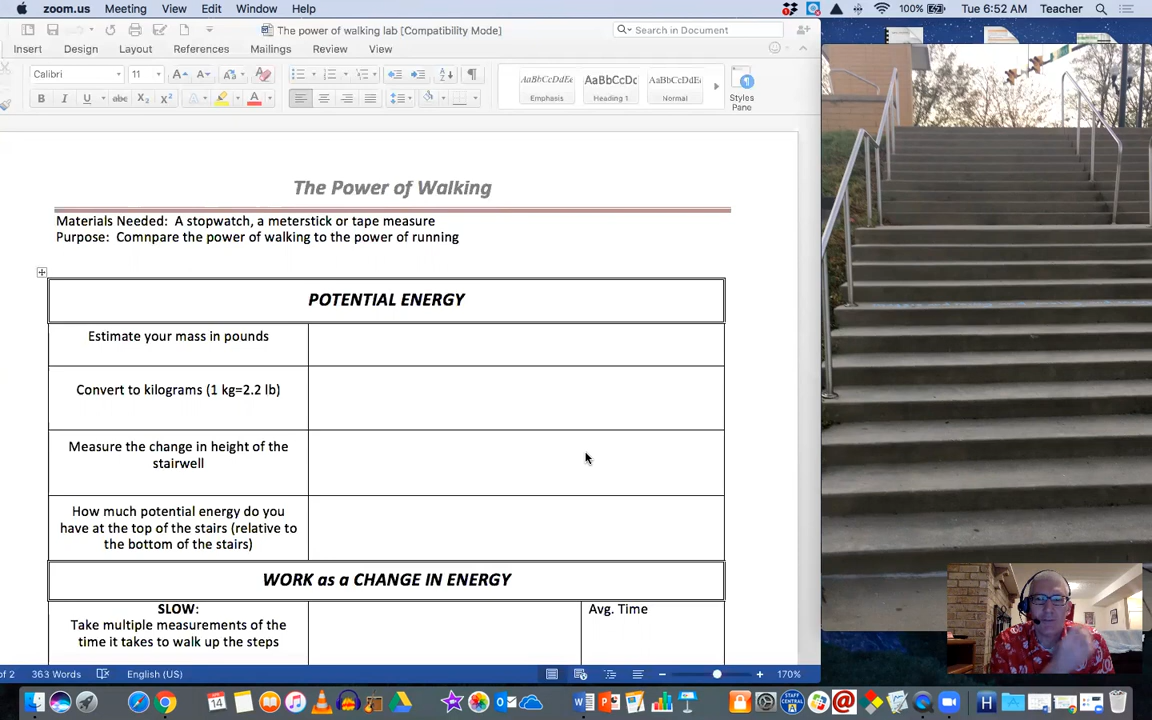 zoom.us Meeting View Edit Window Help 100% Tue 6:52 AM Teacher
The power of walking lab [Compatibility Mode] Search in Document
Insert Design Layout References Mailings Review View
Calibri 11 AaBbCcDdEe AaBbCcDc AaBbCcDdEe
Emphasis Heading 1 Normal Styles
Pane
The Power of Walking
Materials Needed: A stopwatch, a meterstick or tape measure
Purpose: Comnpare the power of walking to the power of running
POTENTIAL ENERGY
Estimate your mass in pounds
Convert to kilograms (1 kg=2.2 lb)
Measure the change in height of the
stairwell
How much potential energy do you
have at the top of the stairs (relative to
the bottom of the stairs)
WORK as a CHANGE IN ENERGY
SLOW: Avg. Time
Take multiple measurements of the
time it takes to walk up the steps
of 2 363 Words English (US) 170%